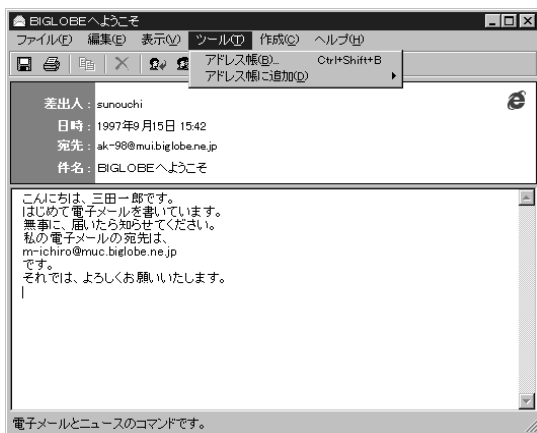 BIGLOBEへようこそ
ファイル(F) 編集(E) 表示(V) ツール(T) 作成(C) ヘルプ(H)
アドレス帳(B)... Ctrl+Shift+B
アドレス帳に追加(D)
差出人: sunouchi
日時: 1997年9月15日 15:42
宛先: ak-98@mui.biglobe.ne.jp
件名: BIGLOBEへようこそ
こんにちは、三田一郎です。
はじめて電子メールを書いています。
無事に、届いたら知らせてください。
私の電子メールの宛先は、
m-ichiro@muc.biglobe.ne.jp
です。
それでは、よろしくお願いいたします。
電子メールとニュースのコマンドです。